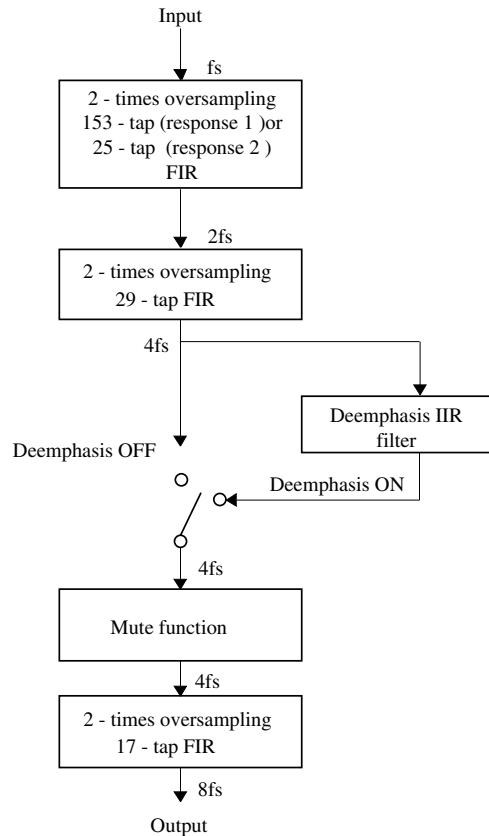 Input
fs
2 - times oversampling
153 - tap (response 1 )or
25 - tap (response 2 )
FIR
2fs
2 - times oversampling
29 - tap FIR
4fs
Deemphasis IIR
filter
Deemphasis OFF
Deemphasis ON
4fs
Mute function
4fs
2 - times oversampling
17 - tap FIR
8fs
Output